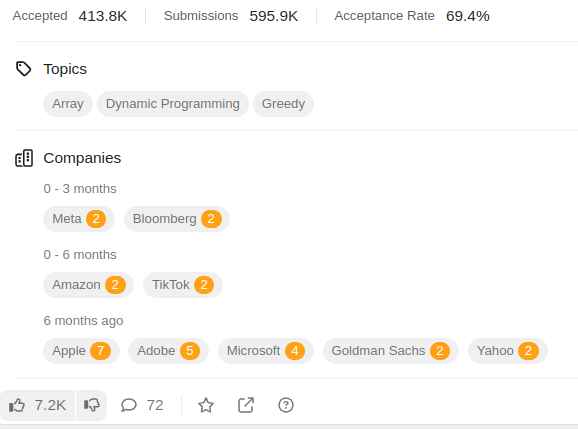 Accepted 413.8K Submissions 595.9K Acceptance Rate 69.4%
Topics
Array Dynamic Programming Greedy
Companies
0 - 3 months
Meta 2 Bloomberg 2
0 - 6 months
Amazon 2 TikTok 2
6 months ago
Apple 7 Adobe 5 Microsoft 4 Goldman Sachs 2 Yahoo 2
7.2K 72